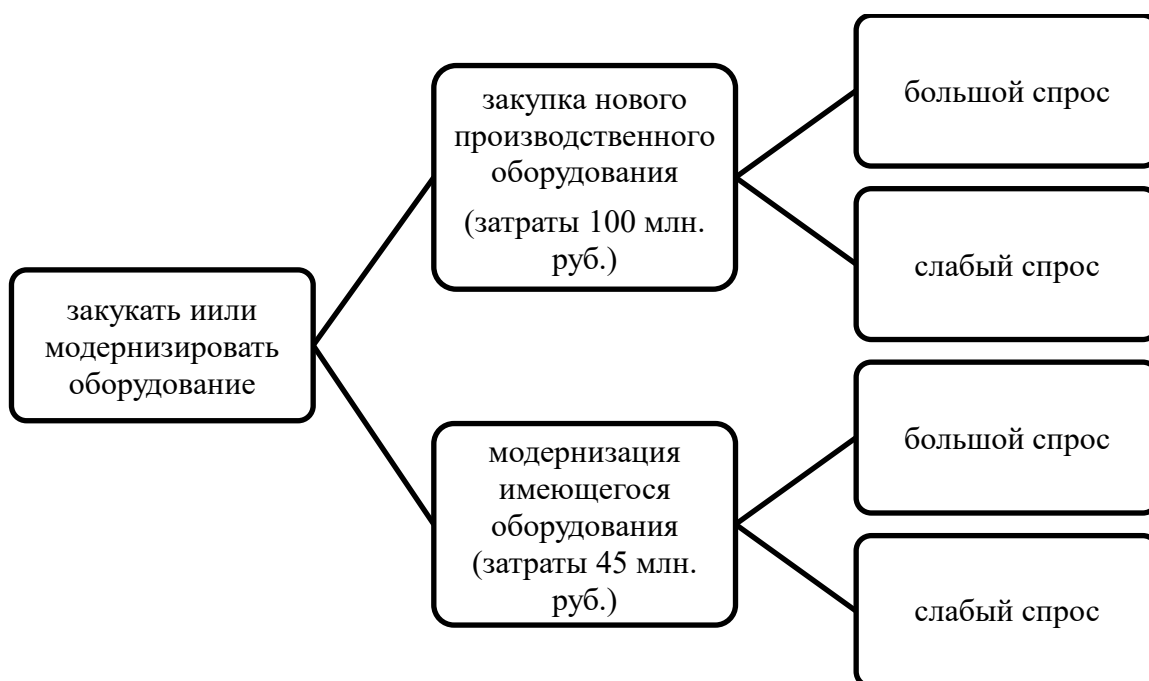 закукать иили
модернизировать
оборудование
закупка нового
производственного
оборудования
(затраты 100 млн.
руб.)
большой спрос
слабый спрос
модернизация
имеющегося
оборудования
(затраты 45 млн.
руб.)
большой спрос
слабый спрос